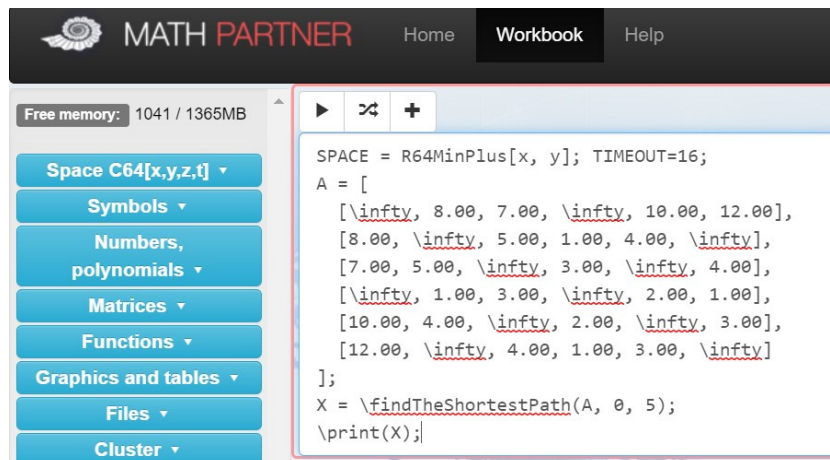 MATH PARTNER Home Workbook Help
Free memory: 1041 / 1365MB
Space C64[x,y,z,t]
Symbols
Numbers,
polynomials
Matrices
Functions
Graphics and tables
Files
Cluster
SPACE = R64MinPlus[x, y]; TIMEOUT=16;
A = [
[\infty, 8.00, 7.00, \infty, 10.00, 12.00],
[8.00, \infty, 5.00, 1.00, 4.00, \infty],
[7.00, 5.00, \infty, 3.00, \infty, 4.00],
[\infty, 1.00, 3.00, \infty, 2.00, 1.00],
[10.00, 4.00, \infty, 2.00, \infty, 3.00],
[12.00, \infty, 4.00, 1.00, 3.00, \infty]
];
X = \findTheShortestPath(A, 0, 5);
\print(X);